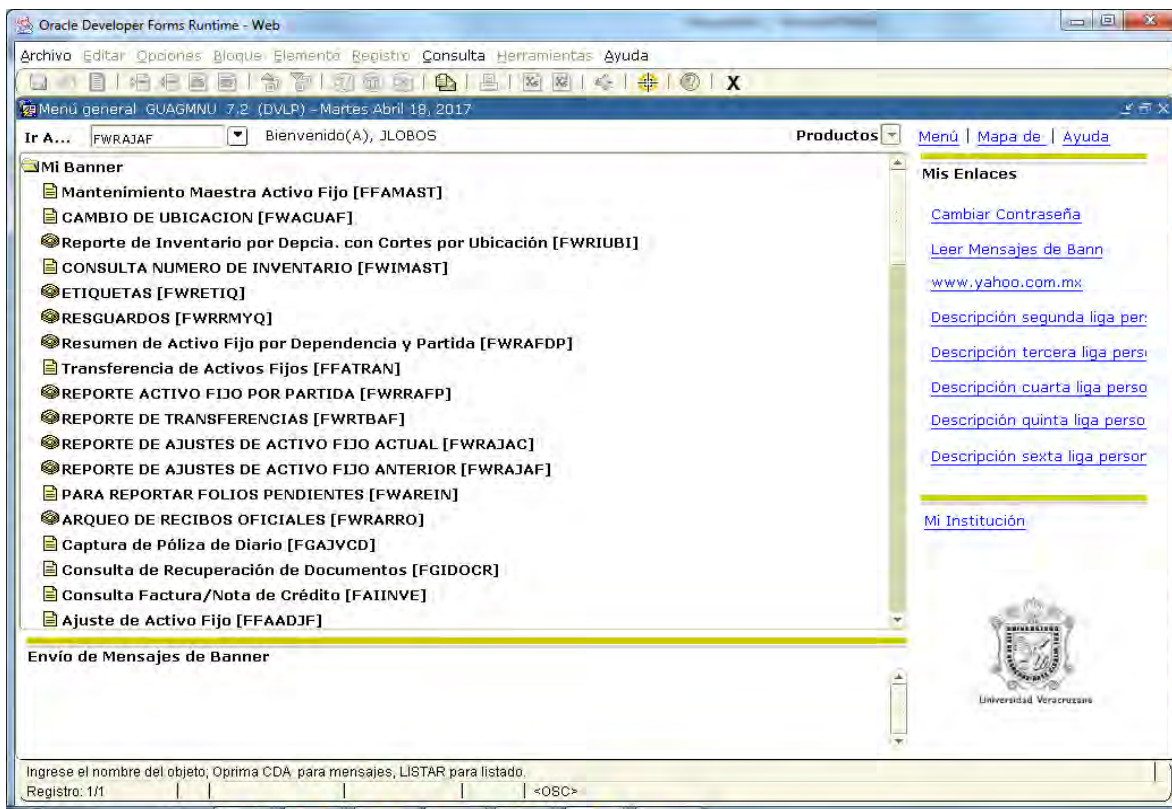 Oracle Developer Forms Runtime - Web
Archivo Editar Opciones Bloque Elemento Registro Consulta Herramientas Ayuda
X
Menú general GUAGMNU 7.2 (DVLP) - Martes Abril 18, 2017
Ir A... FWRAJAF Bienvenido(A), JLOBOS Productos Menú | Mapa de | Ayuda
Mi Banner
Mantenimiento Maestra Activo Fijo [FFAMAST]
CAMBIO DE UBICACION [FWACUAF]
Reporte de Inventario por Depcia. con Cortes por Ubicación [FWRIUBI]
CONSULTA NUMERO DE INVENTARIO [FWIMAST]
ETIQUETAS [FWRETIQ]
RESGUARDOS [FWRRMYQ]
Resumen de Activo Fijo por Dependencia y Partida [FWRAFDP]
Transferencia de Activos Fijos [FFATRAN]
REPORTE ACTIVO FIJO POR PARTIDA [FWRRAFP]
REPORTE DE TRANSFERENCIAS [FWRTBAF]
REPORTE DE AJUSTES DE ACTIVO FIJO ACTUAL [FWRAJAC]
REPORTE DE AJUSTES DE ACTIVO FIJO ANTERIOR [FWRAJAF]
PARA REPORTAR FOLIOS PENDIENTES [FWAREIN]
ARQUEO DE RECIBOS OFICIALES [FWRARRO]
Captura de Póliza de Diario [FGAJVCD]
Consulta de Recuperación de Documentos [FGIDOCR]
Consulta Factura/Nota de Crédito [FAIINVE]
Ajuste de Activo Fijo [FFAADJF]
Mis Enlaces
Cambiar Contraseña
Leer Mensajes de Bann
www.yahoo.com.mx
Descripción segunda liga per
Descripción tercera liga pers
Descripción cuarta liga perso
Descripción quinta liga perso
Descripción sexta liga person
Mi Institución
Universidad Veracruzana
Envío de Mensajes de Banner
Ingrese el nombre del objeto; Oprima CDA para mensajes, LISTAR para listado.
Registro: 1/1 <OSC>